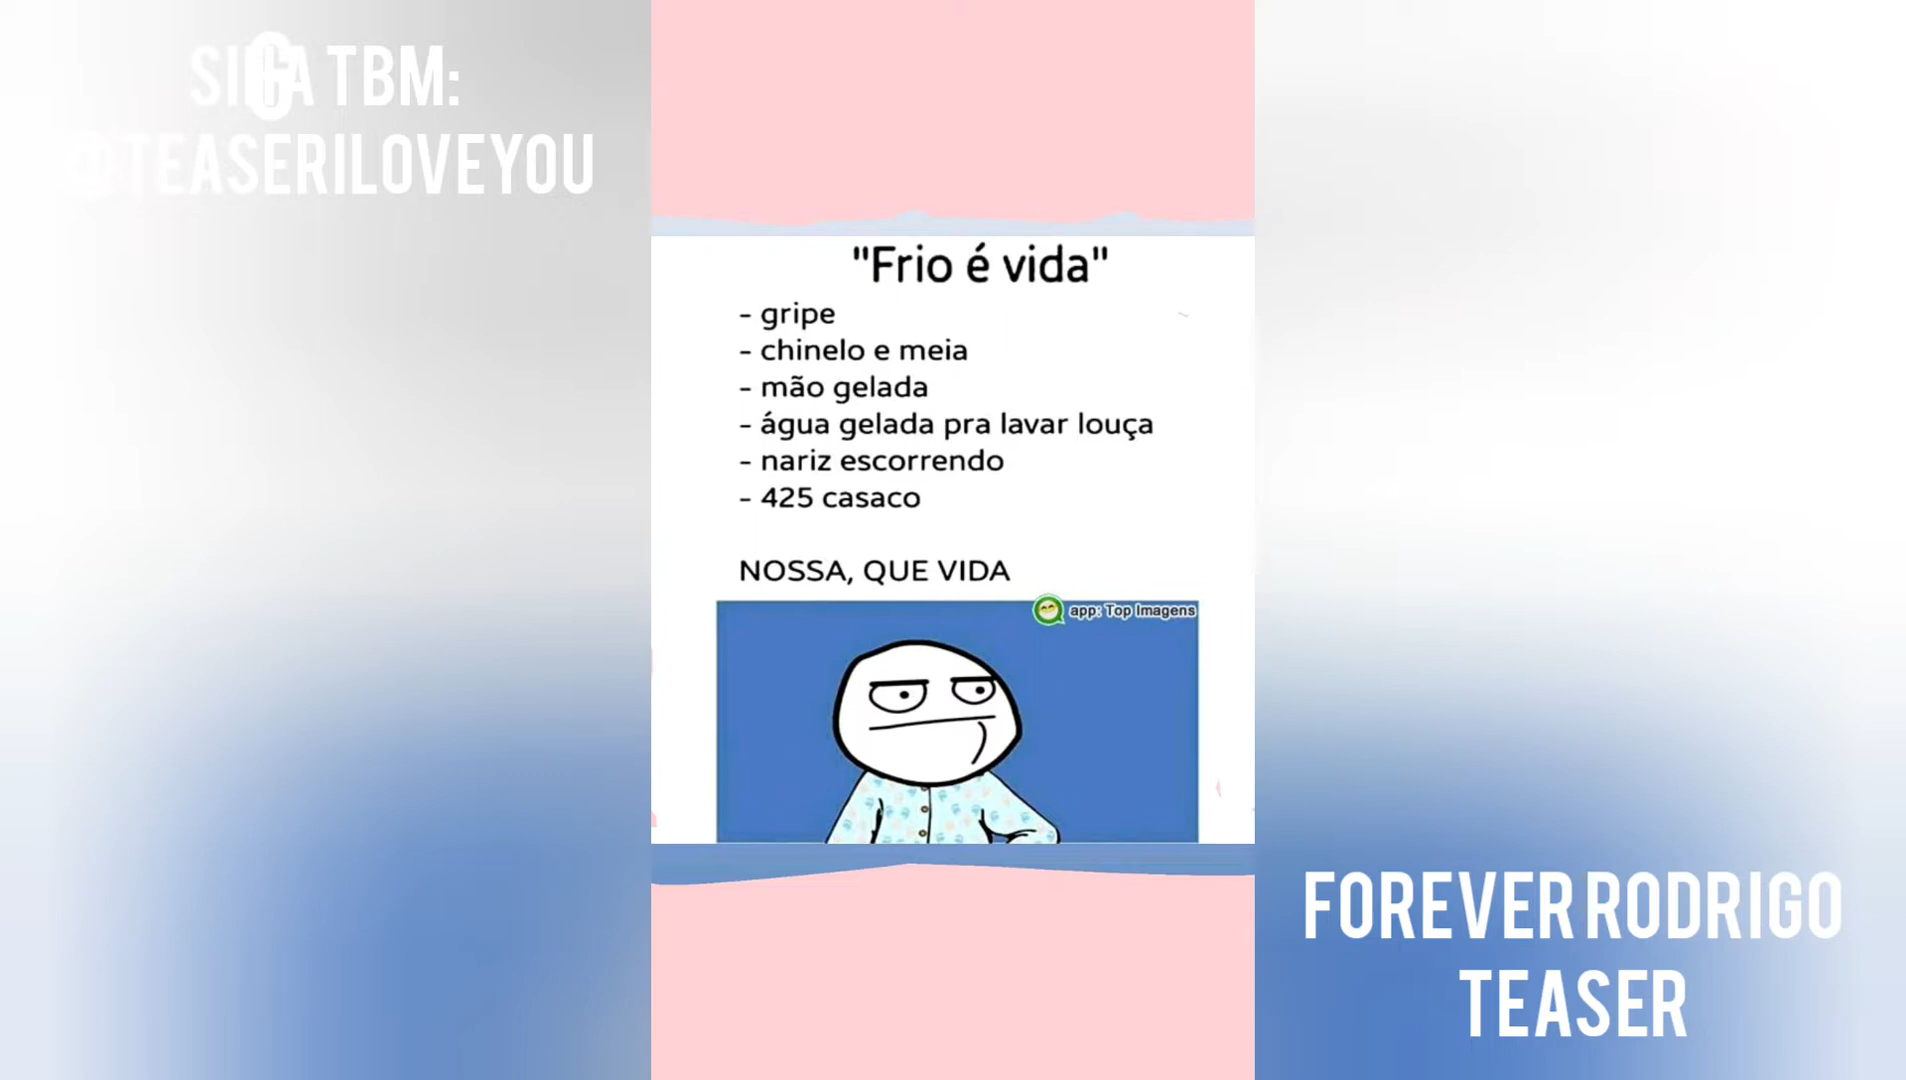 SIGA TBM:
@TEASERILOVEYOU
"Frio é vida"
- gripe
- chinelo e meia
- mão gelada
- água gelada pra lavar louça
- nariz escorrendo
- 425 casaco
NOSSA, QUE VIDA
app: Top Imagens
FOREVER RODRIGO
TEASER